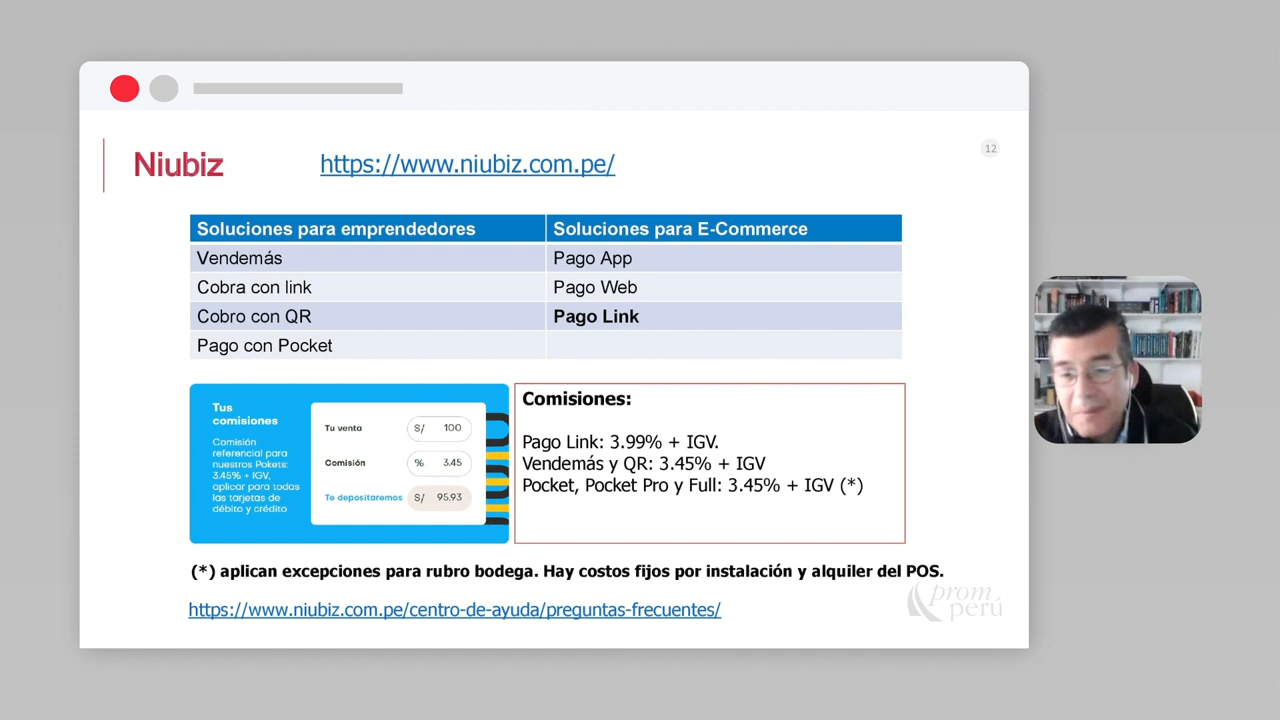 Niubiz
https://www.niubiz.com.pe/
12
Soluciones para emprendedores
Soluciones para E-Commerce
Vendemás
Pago App
Cobra con link
Pago Web
Cobro con QR
Pago Link
Pago con Pocket
Tus
comisiones
Comisión
referencial para
nuestros Pokets:
3.45% + IGV,
aplicar para todas
las tarjetas de
débito y crédito
Tu venta S/ 100
Comisión % 3.45
Te depositaremos S/ 95.93
Comisiones:
Pago Link: 3.99% + IGV.
Vendemás y QR: 3.45% + IGV
Pocket, Pocket Pro y Full: 3.45% + IGV (*)
(*) aplican excepciones para rubro bodega. Hay costos fijos por instalación y alquiler del POS.
https://www.niubiz.com.pe/centro-de-ayuda/preguntas-frecuentes/
prom
perú